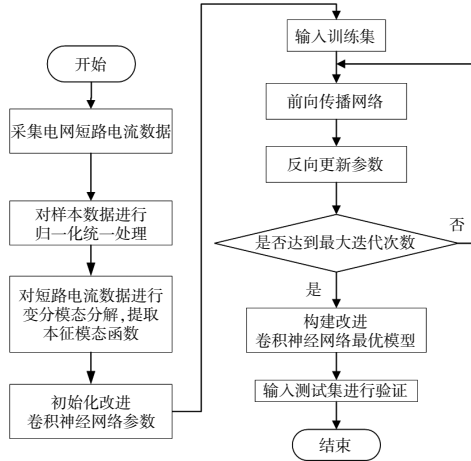 开始
采集电网短路电流数据
对样本数据进行
归一化统一处理
对短路电流数据进行
变分模态分解,提取
本征模态函数
初始化改进
卷积神经网络参数
输入训练集
前向传播网络
反向更新参数
是否达到最大迭代次数
否
是
构建改进
卷积神经网络最优模型
输入测试集进行验证
结束